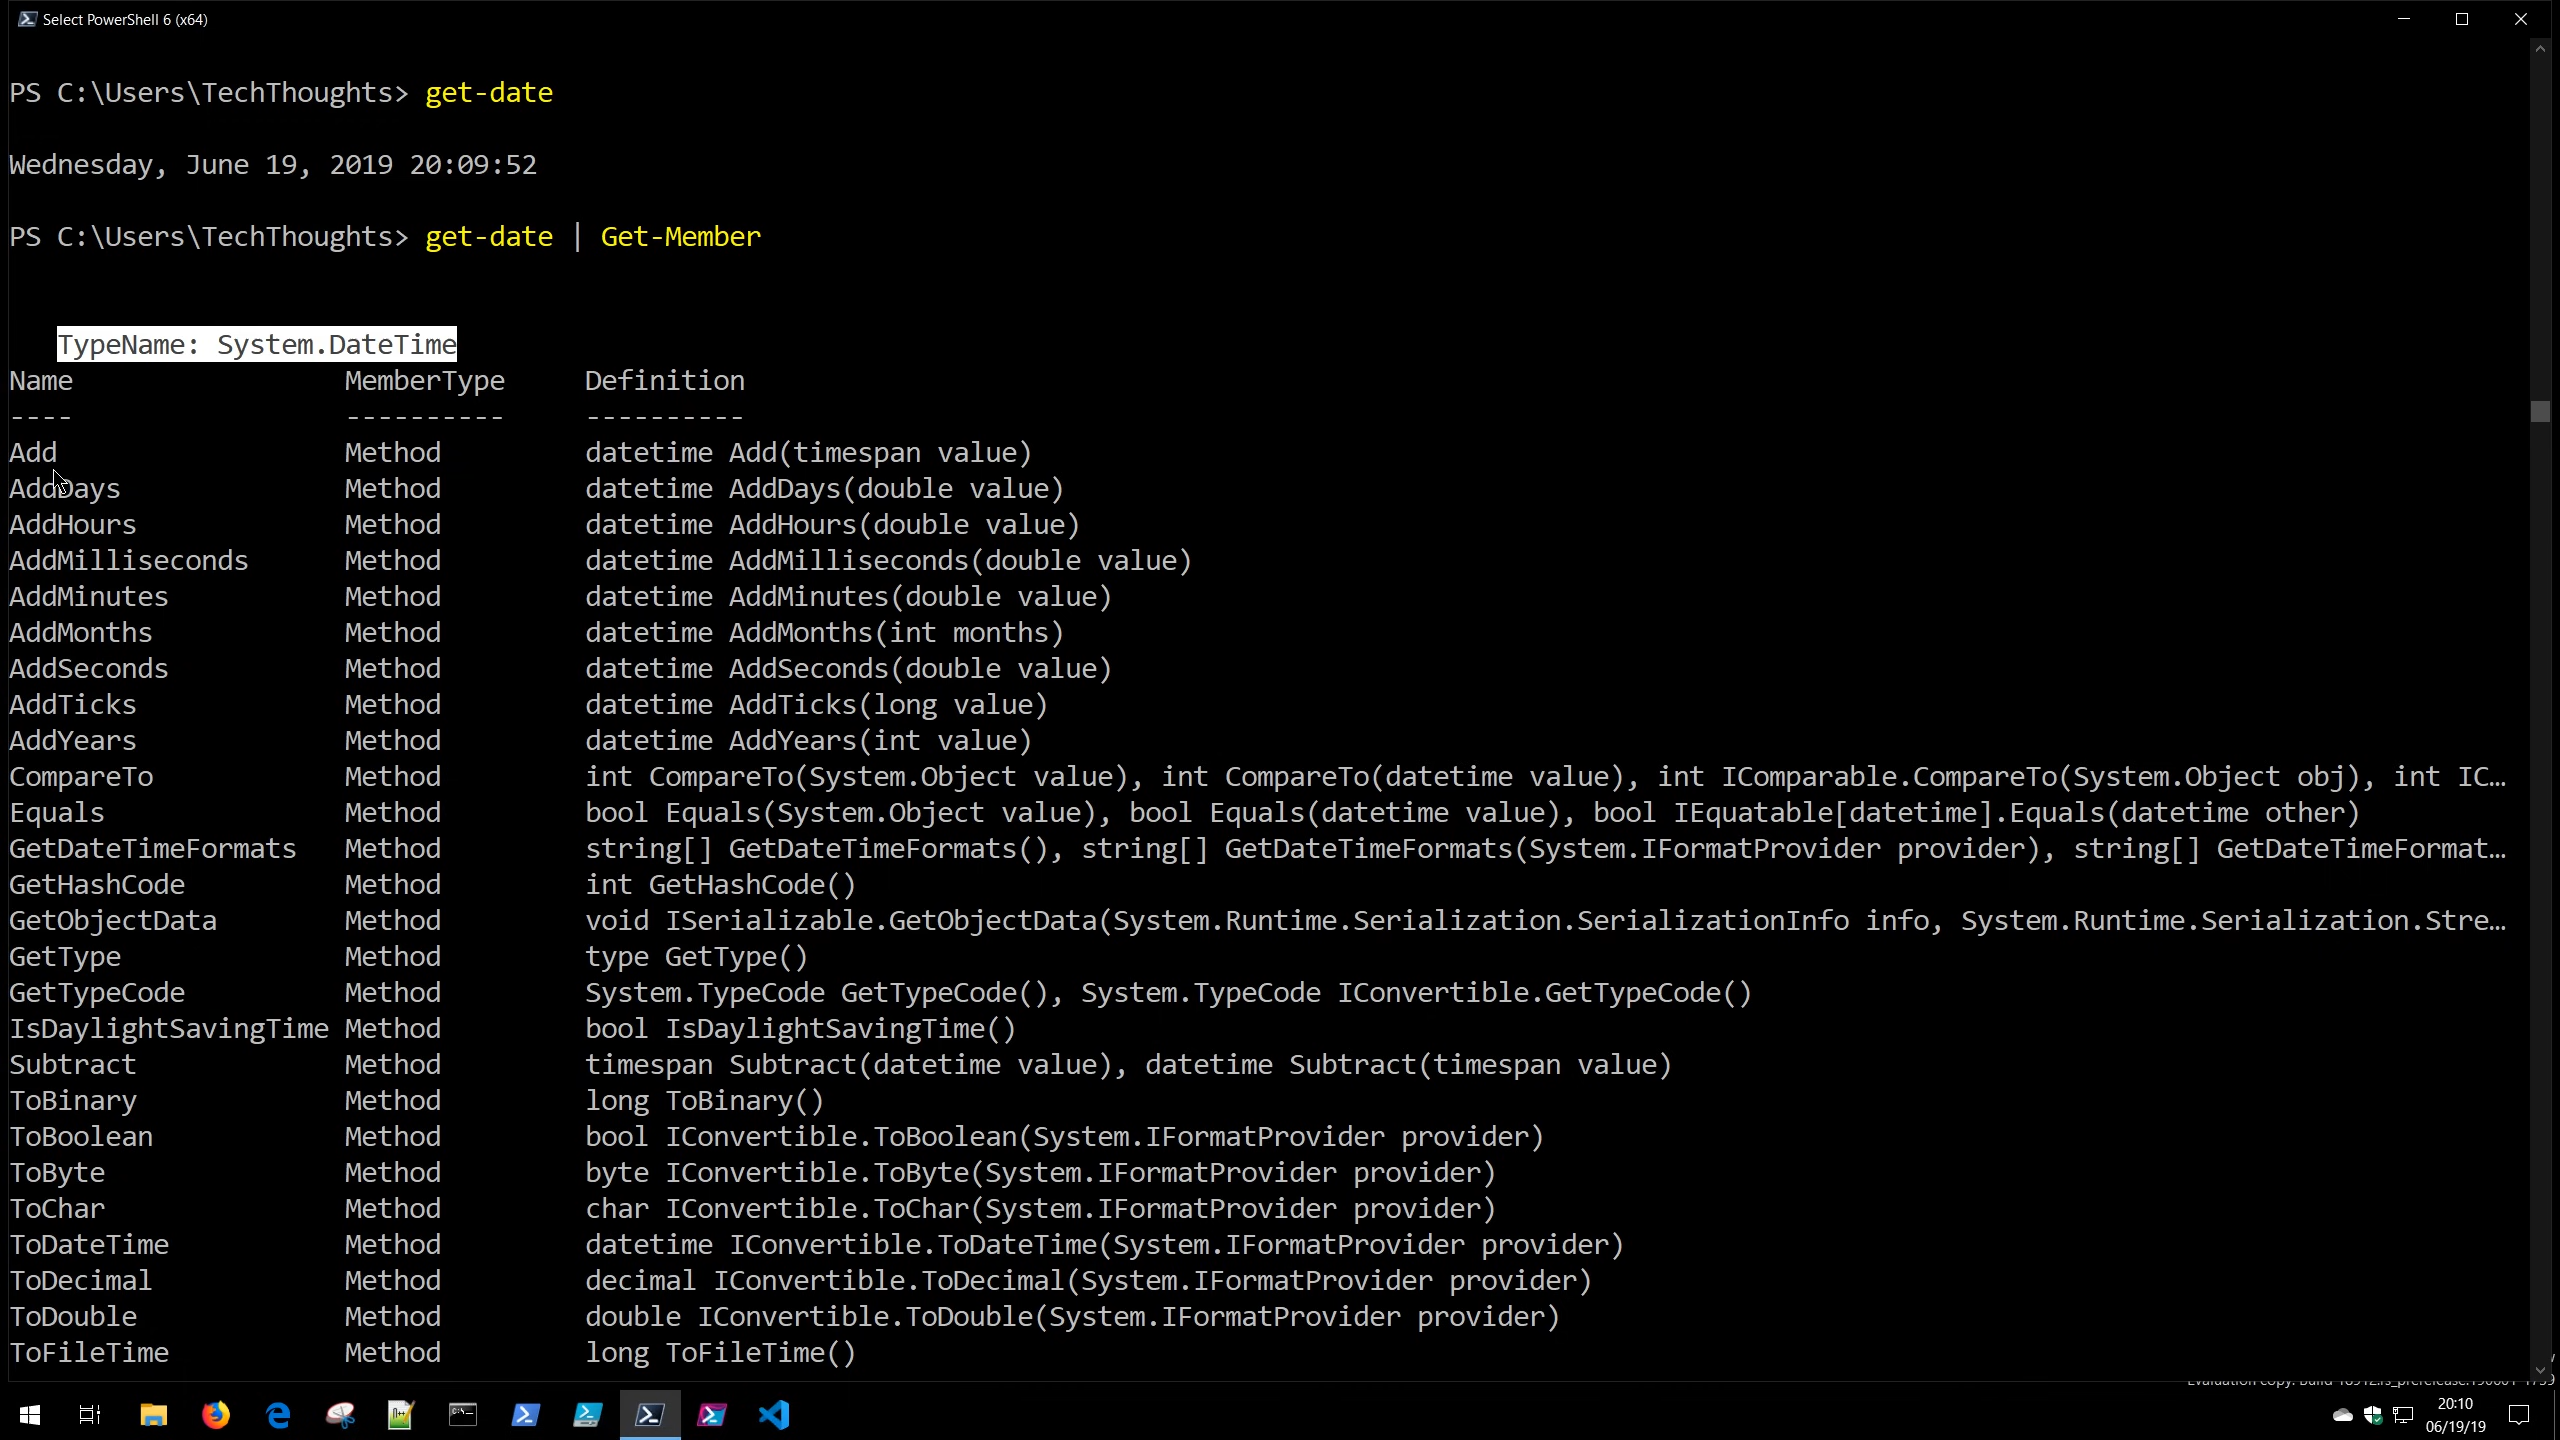 Select PowerShell 6 (x64)
PS C:\Users\TechThoughts> get-date
Wednesday, June 19, 2019 20:09:52
PS C:\Users\TechThoughts> get-date | Get-Member
TypeName: System.DateTime
Name MemberType Definition
---- ---------- ----------
Add Method datetime Add(timespan value)
AddDays Method datetime AddDays(double value)
AddHours Method datetime AddHours(double value)
AddMilliseconds Method datetime AddMilliseconds(double value)
AddMinutes Method datetime AddMinutes(double value)
AddMonths Method datetime AddMonths(int months)
AddSeconds Method datetime AddSeconds(double value)
AddTicks Method datetime AddTicks(long value)
AddYears Method datetime AddYears(int value)
CompareTo Method int CompareTo(System.Object value), int CompareTo(datetime value), int IComparable.CompareTo(System.Object obj), int IC…
Equals Method bool Equals(System.Object value), bool Equals(datetime value), bool IEquatable[datetime].Equals(datetime other)
GetDateTimeFormats Method string[] GetDateTimeFormats(), string[] GetDateTimeFormats(System.IFormatProvider provider), string[] GetDateTimeFormat…
GetHashCode Method int GetHashCode()
GetObjectData Method void ISerializable.GetObjectData(System.Runtime.Serialization.SerializationInfo info, System.Runtime.Serialization.Stre…
GetType Method type GetType()
GetTypeCode Method System.TypeCode GetTypeCode(), System.TypeCode IConvertible.GetTypeCode()
IsDaylightSavingTime Method bool IsDaylightSavingTime()
Subtract Method timespan Subtract(datetime value), datetime Subtract(timespan value)
ToBinary Method long ToBinary()
ToBoolean Method bool IConvertible.ToBoolean(System.IFormatProvider provider)
ToByte Method byte IConvertible.ToByte(System.IFormatProvider provider)
ToChar Method char IConvertible.ToChar(System.IFormatProvider provider)
ToDateTime Method datetime IConvertible.ToDateTime(System.IFormatProvider provider)
ToDecimal Method decimal IConvertible.ToDecimal(System.IFormatProvider provider)
ToDouble Method double IConvertible.ToDouble(System.IFormatProvider provider)
ToFileTime Method long ToFileTime()
Evaluation copy. Build
20:10
06/19/19